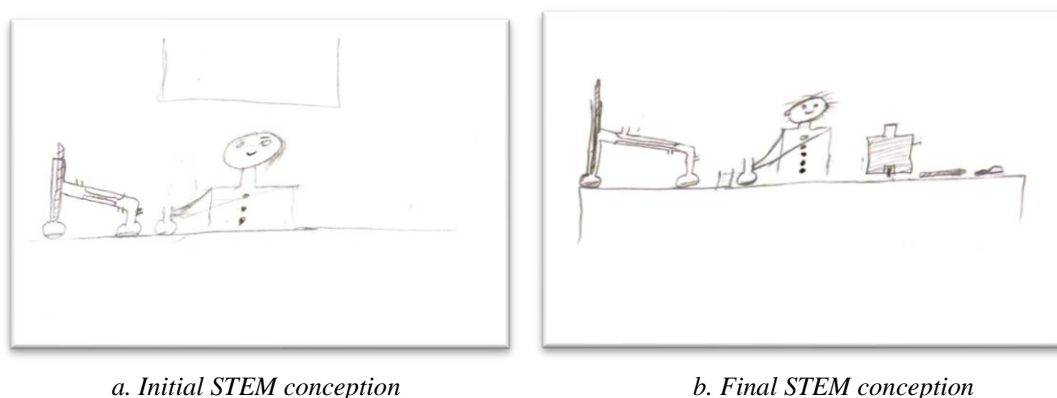 a. Initial STEM conception
b. Final STEM conception